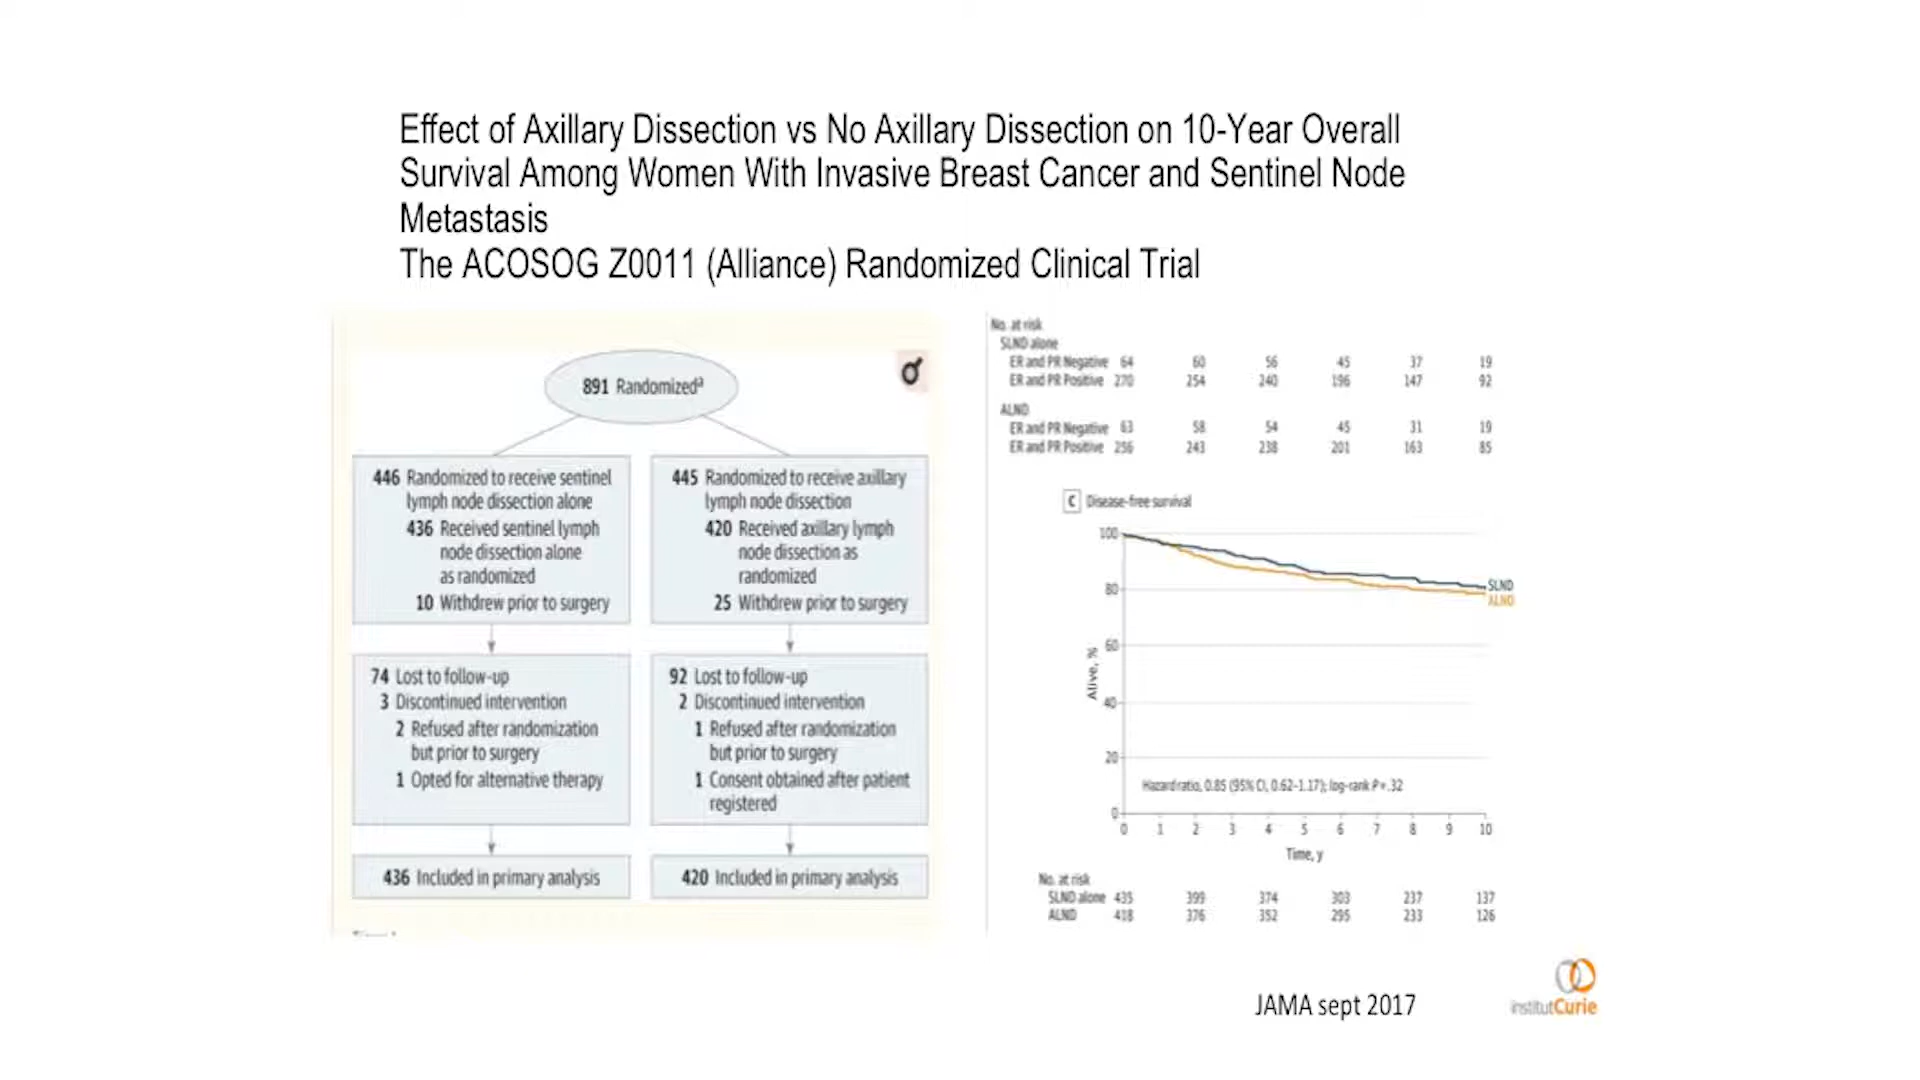 Effect of Axillary Dissection vs No Axillary Dissection on 10-Year Overall
Survival Among Women With Invasive Breast Cancer and Sentinel Node
Metastasis
The ACOSOG Z0011 (Alliance) Randomized Clinical Trial
891 Randomizedª
446 Randomized to receive sentinel
lymph node dissection alone
436 Received sentinel lymph
node dissection alone
as randomized
10 Withdrew prior to surgery
445 Randomized to receive axillary
lymph node dissection
420 Received axillary lymph
node dissection as
randomized
25 Withdrew prior to surgery
74 Lost to follow-up
3 Discontinued intervention
2 Refused after randomization
but prior to surgery
1 Opted for alternative therapy
92 Lost to follow-up
2 Discontinued intervention
1 Refused after randomization
but prior to surgery
1 Consent obtained after patient
registered
436 Included in primary analysis
420 Included in primary analysis
No. at risk
SLND alone
ER and PR Negative 64 60 56 45 37 19
ER and PR Positive 270 254 240 196 147 92
ALND
ER and PR Negative 63 58 54 45 31 19
ER and PR Positive 256 243 238 201 163 85
C Disease-free survival
100
80
60
40
20
0
Alive, %
SLND
ALND
Hazard ratio, 0.85 (95% CI, 0.62-1.17); log-rank P = .32
0 1 2 3 4 5 6 7 8 9 10
Time, y
No. at risk
SLND alone 435 399 374 303 237 137
ALND 418 376 352 295 233 126
JAMA sept 2017
institutCurie